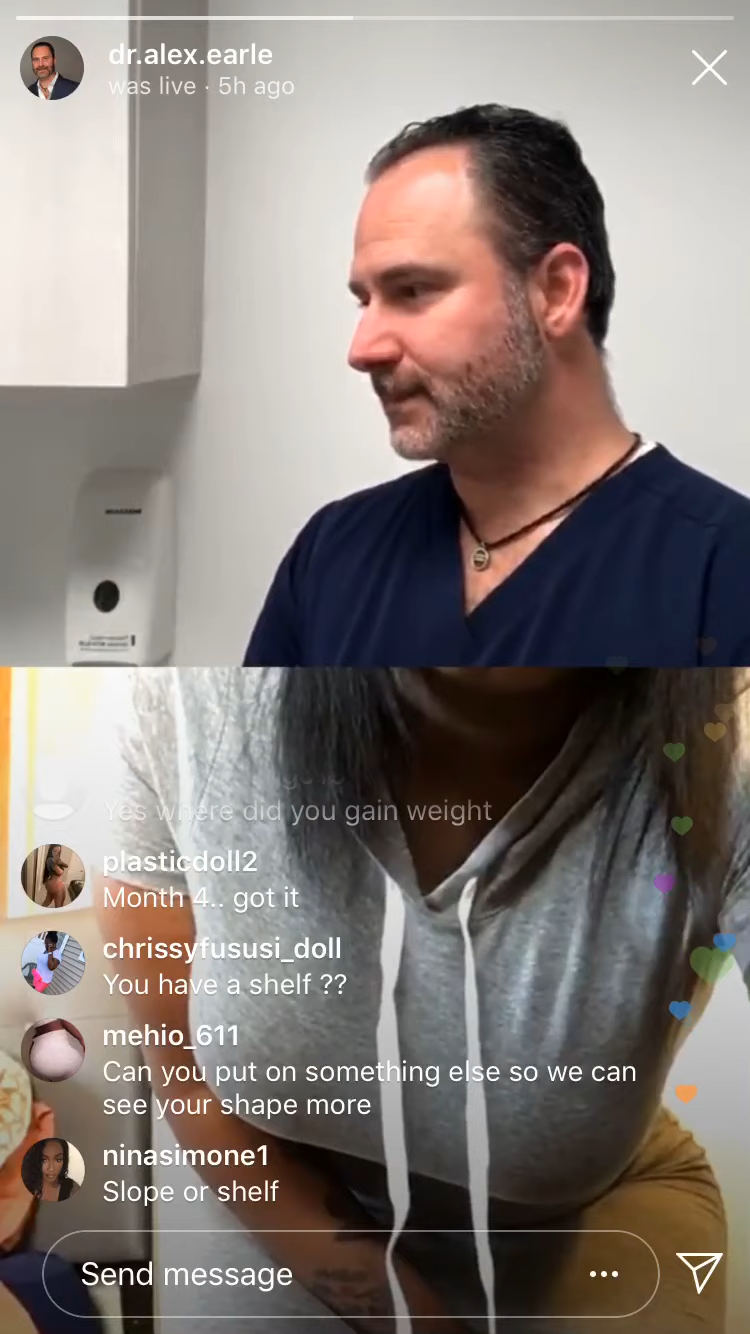 dr.alex.earle
was live · 5h ago
Yes where did you gain weight
plasticdoll2
Month 4.. got it
chrissyfususi_doll
You have a shelf ??
mehio_611
Can you put on something else so we can
see your shape more
ninasimone1
Slope or shelf
Send message